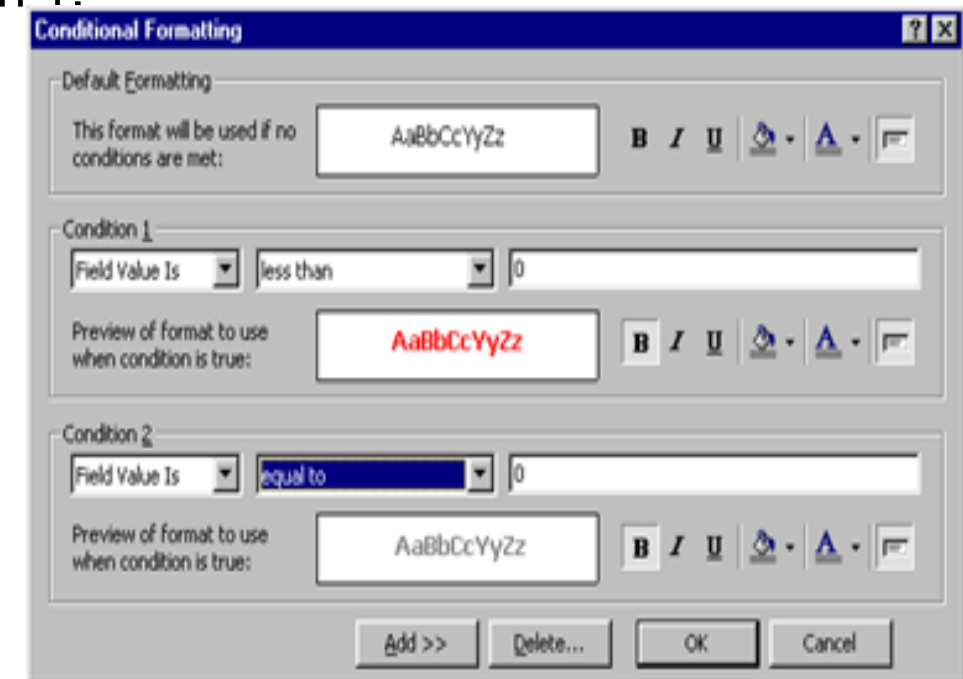 Conditional Formatting
Default Formatting
This format will be used if no
conditions are met:
AaBbCcYyZz
B I U A
Condition 1
Field Value Is less than 0
Preview of format to use
when condition is true:
AaBbCcYyZz
B I U A
Condition 2
Field Value Is equal to 0
Preview of format to use
when condition is true:
AaBbCcYyZz
B I U A
Add >> Delete... OK Cancel